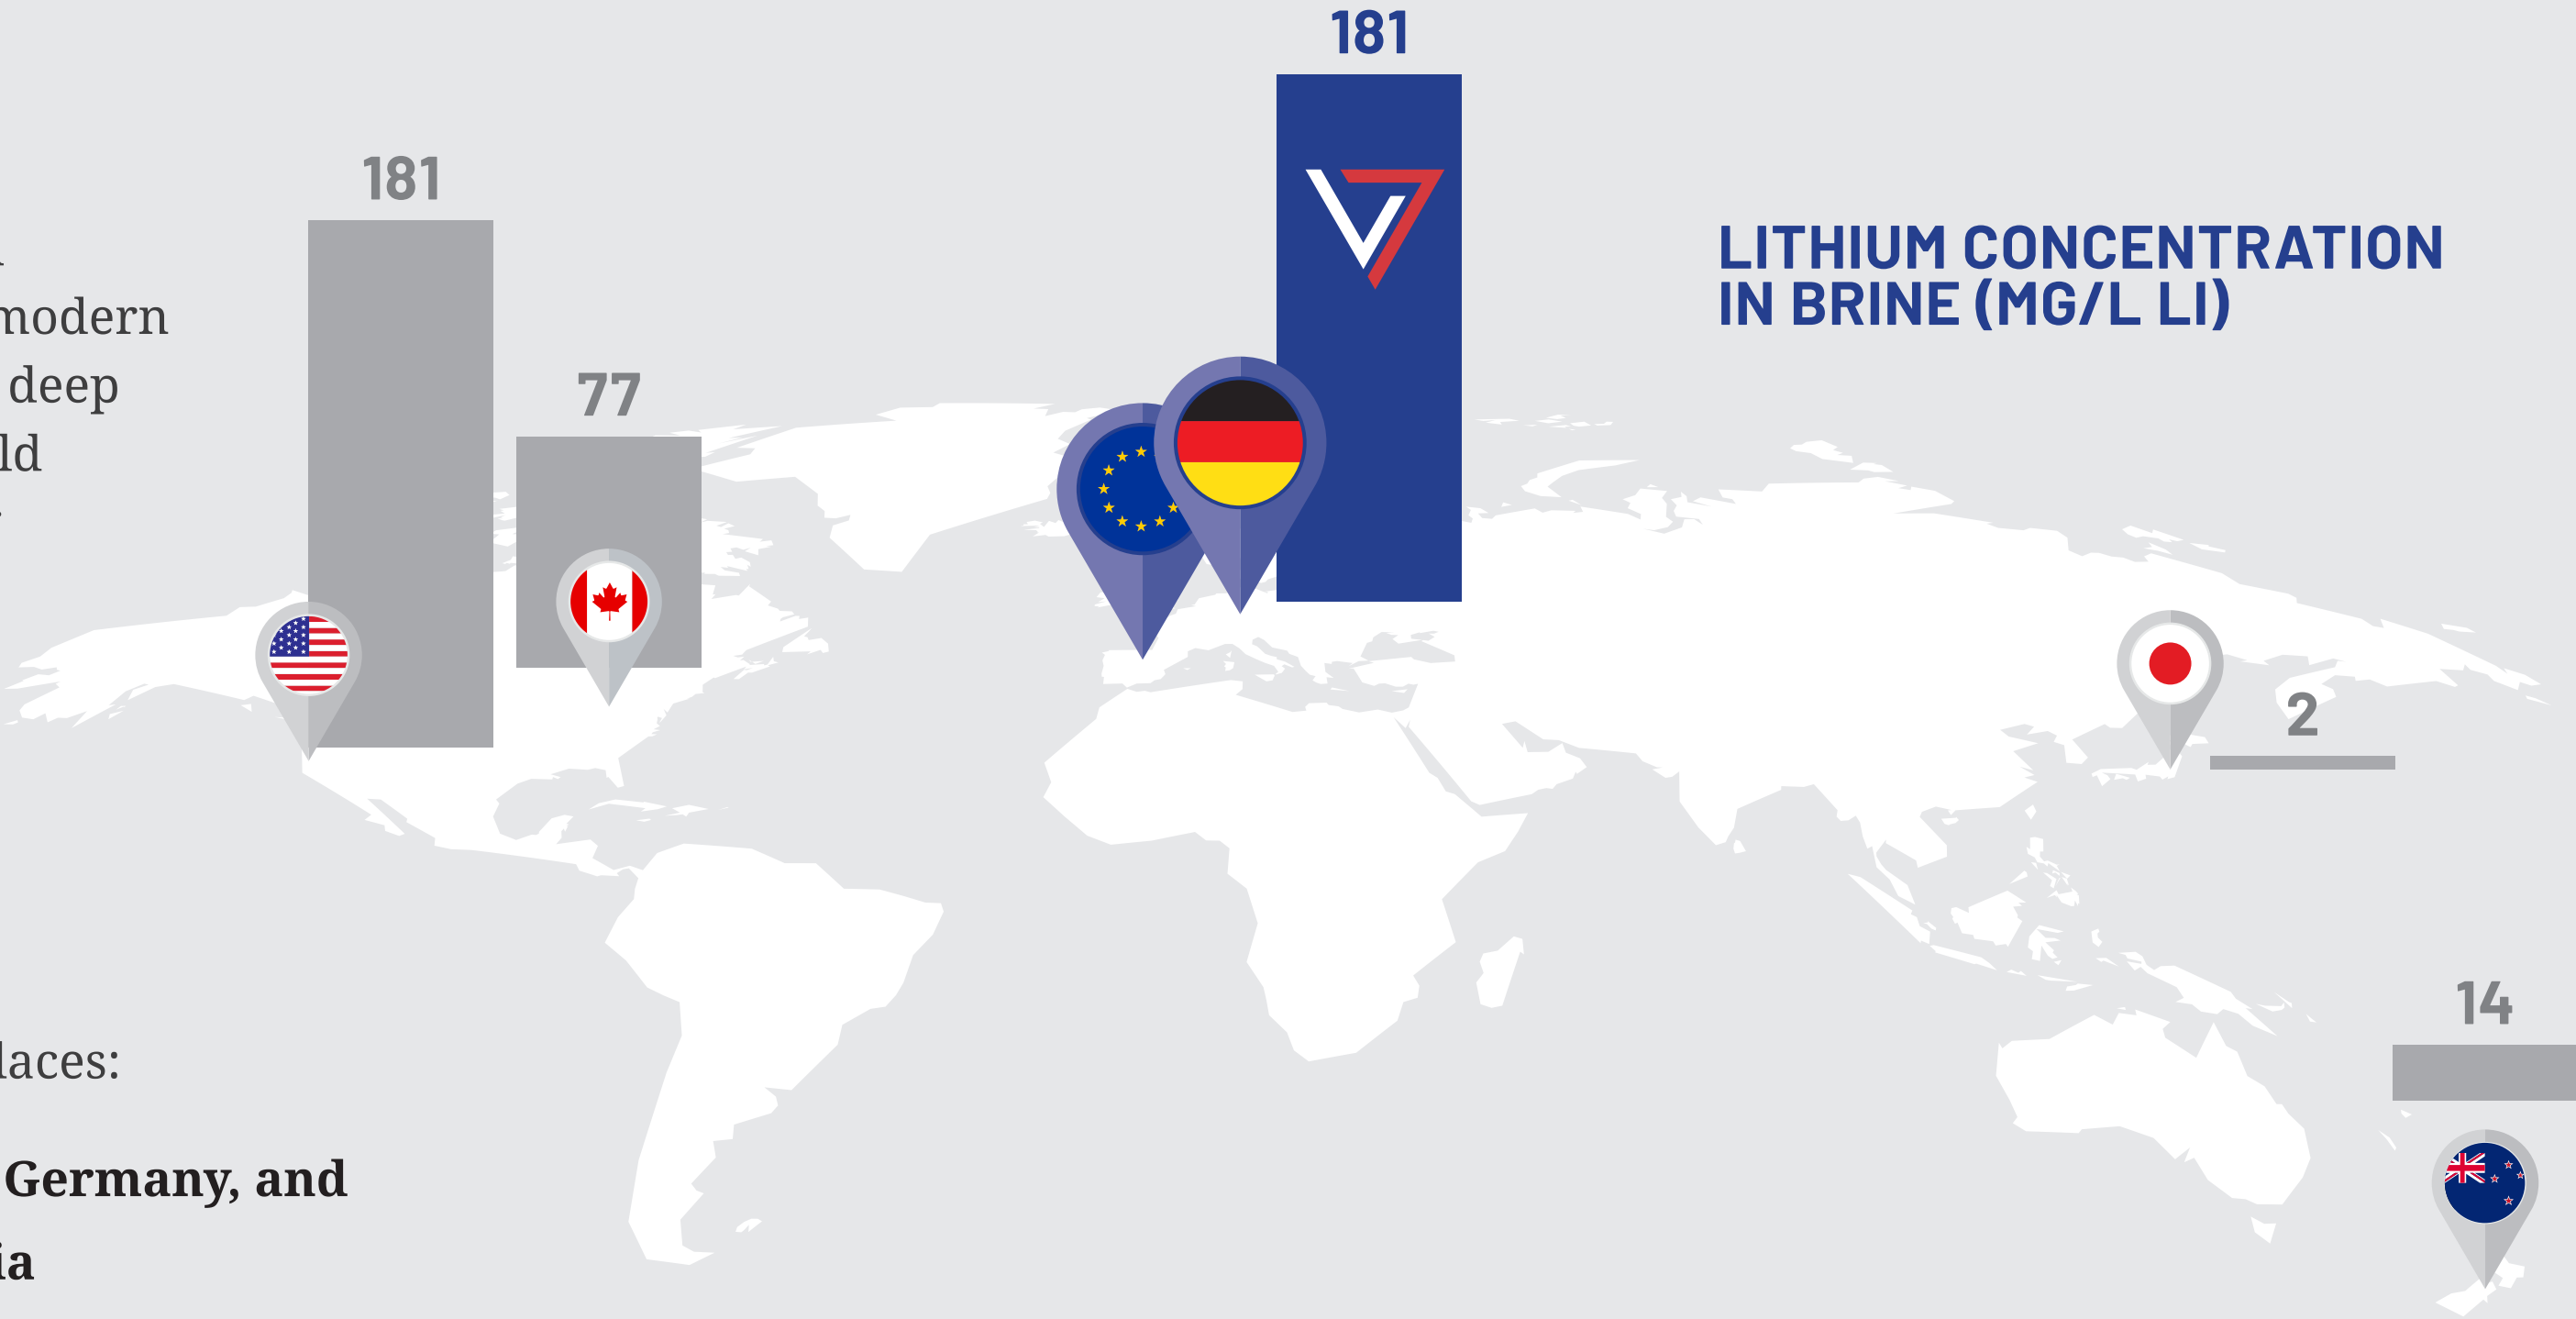 modern
deep
ld
laces:
Germany, and
ia
181
77
181
LITHIUM CONCENTRATION
IN BRINE (MG/L LI)
2
14